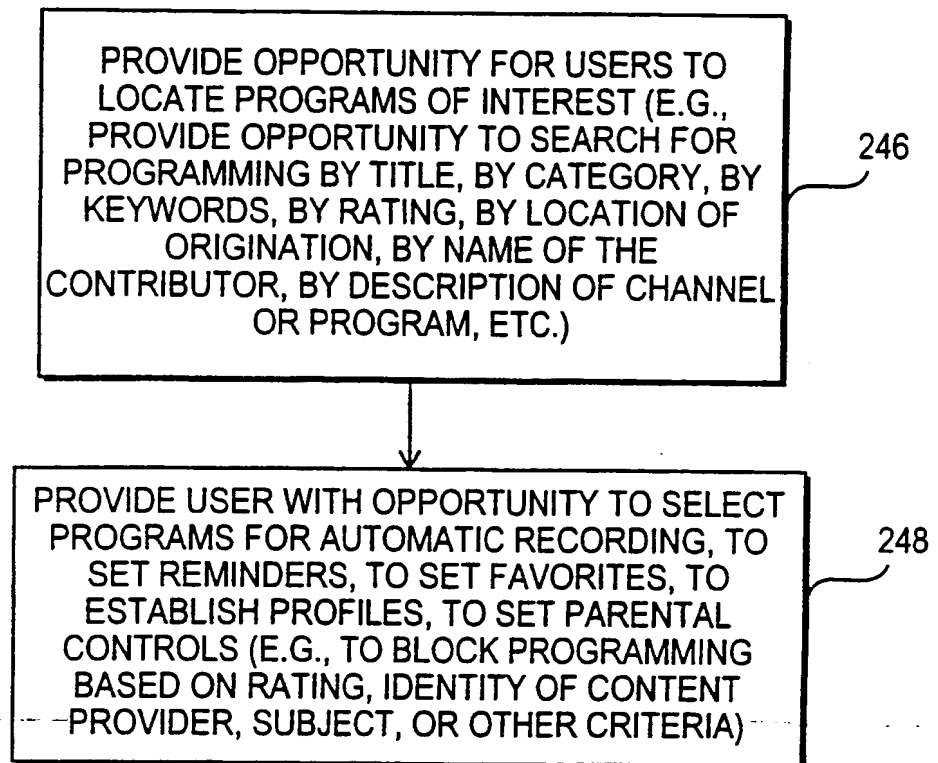 PROVIDE OPPORTUNITY FOR USERS TO
LOCATE PROGRAMS OF INTEREST (E.G.,
PROVIDE OPPORTUNITY TO SEARCH FOR
PROGRAMMING BY TITLE, BY CATEGORY, BY
KEYWORDS, BY RATING, BY LOCATION OF
ORIGINATION, BY NAME OF THE
CONTRIBUTOR, BY DESCRIPTION OF CHANNEL
OR PROGRAM, ETC.)
246
PROVIDE USER WITH OPPORTUNITY TO SELECT
PROGRAMS FOR AUTOMATIC RECORDING, TO
SET REMINDERS, TO SET FAVORITES, TO
ESTABLISH PROFILES, TO SET PARENTAL
CONTROLS (E.G., TO BLOCK PROGRAMMING
BASED ON RATING, IDENTITY OF CONTENT
PROVIDER, SUBJECT, OR OTHER CRITERIA)
248